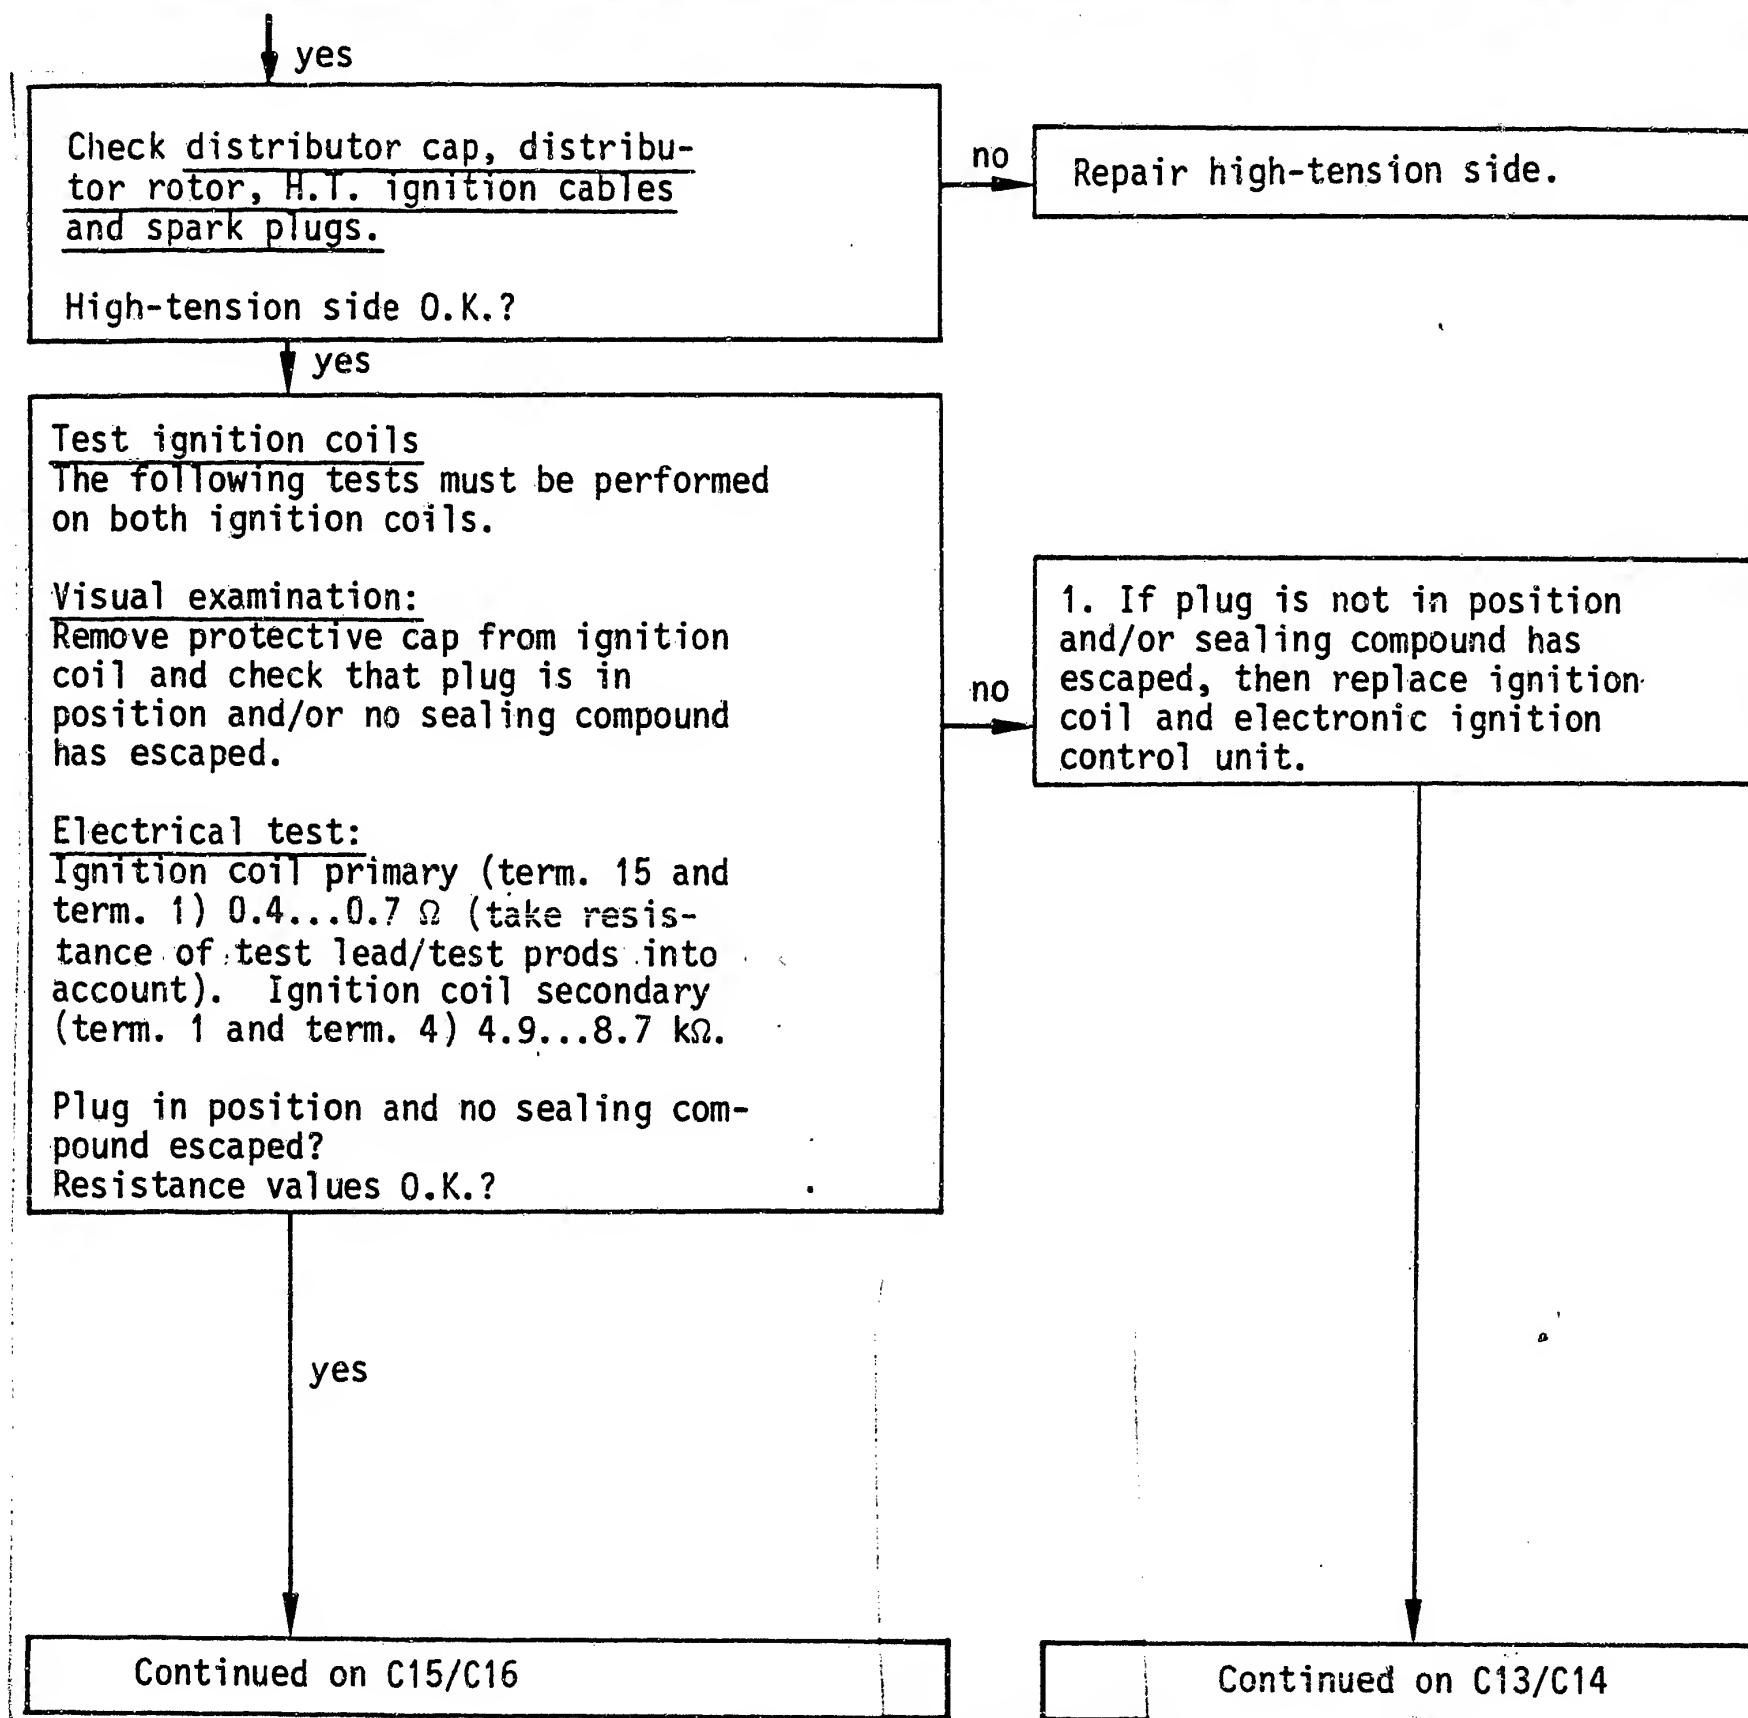 yes
Check distributor cap, distribu-
tor rotor, H.T. ignition cables
and spark plugs.
High-tension side O.K.?
no
Repair high-tension side.
yes
Test ignition coils
The following tests must be performed
on both ignition coils.
Visual examination:
Remove protective cap from ignition
coil and check that plug is in
position and/or no sealing compound
has escaped.
Electrical test:
Ignition coil primary (term. 15 and
term. 1) 0.4...0.7 Ω (take resis-
tance of test lead/test prods into
account).  Ignition coil secondary
(term. 1 and term. 4) 4.9...8.7 kΩ.
Plug in position and no sealing com-
pound escaped?
Resistance values O.K.?
no
1. If plug is not in position
and/or sealing compound has
escaped, then replace ignition
coil and electronic ignition
control unit.
yes
Continued on C15/C16
Continued on C13/C14